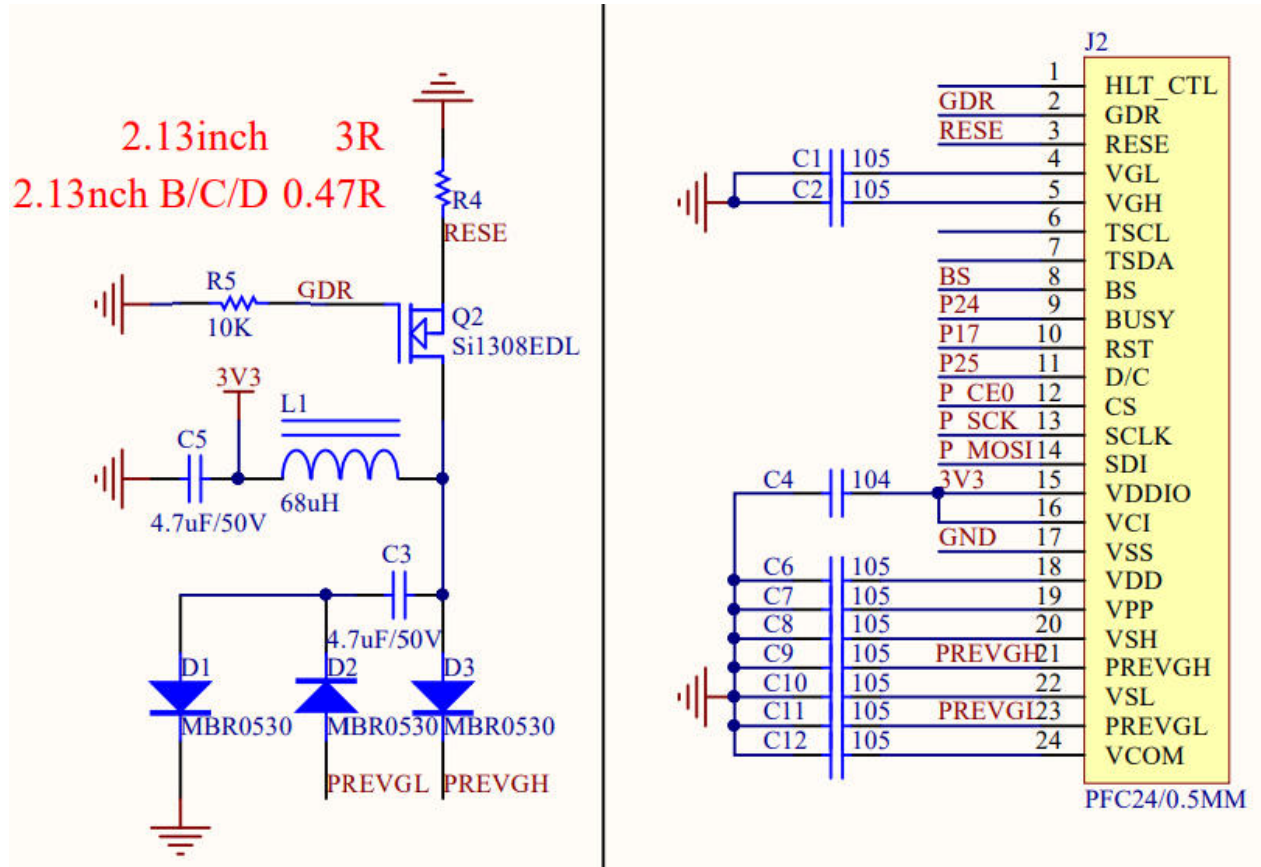 2.13inch 3R
2.13nch B/C/D 0.47R
R4
RESE
R5
GDR
10K
Q2
Si1308EDL
3V3
L1
C5
4.7uF/50V
68uH
C3
4.7uF/50V
D1
D2
D3
MBR0530
MBR0530
MBR0530
PREVGL
PREVGH
J2
1 HLT_CTL
GDR 2 GDR
RESE 3 RESE
C1 105 4 VGL
C2 105 5 VGH
6 TSCL
7 TSDA
BS 8 BS
P24 9 BUSY
P17 10 RST
P25 11 D/C
P_CE0 12 CS
P_SCK 13 SCLK
P_MOSI 14 SDI
C4 104 3V3 15 VDDIO
16 VCI
GND 17 VSS
C6 105 18 VDD
C7 105 19 VPP
C8 105 20 VSH
C9 105 PREVGH 21 PREVGH
C10 105 22 VSL
C11 105 PREVGL 23 PREVGL
C12 105 24 VCOM
PFC24/0.5MM